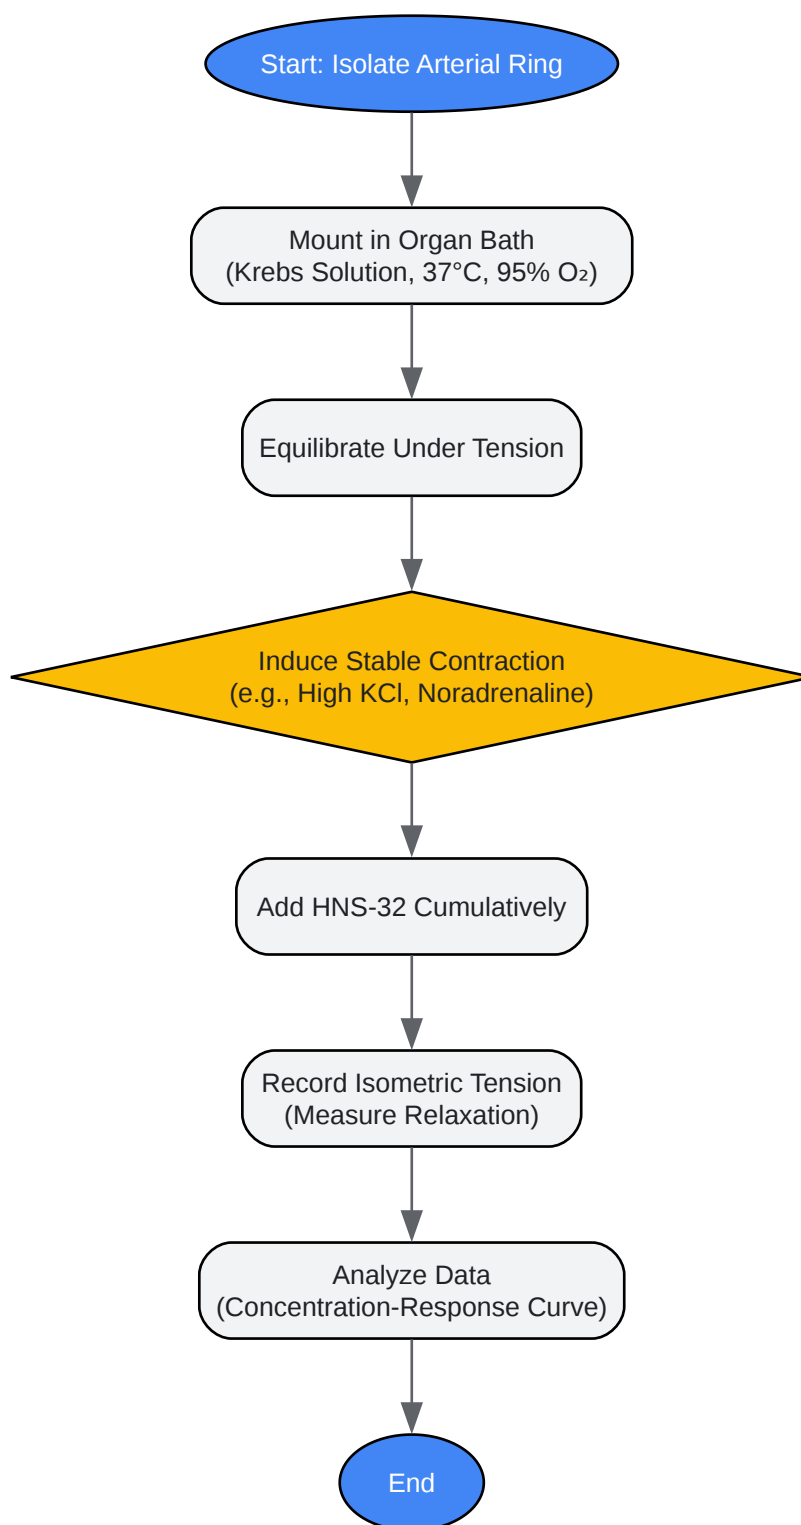 Start: Isolate Arterial Ring
Mount in Organ Bath
(Krebs Solution, 37°C, 95% O₂)
Equilibrate Under Tension
Induce Stable Contraction
(e.g., High KCl, Noradrenaline)
Add HNS-32 Cumulatively
Record Isometric Tension
(Measure Relaxation)
Analyze Data
(Concentration-Response Curve)
End